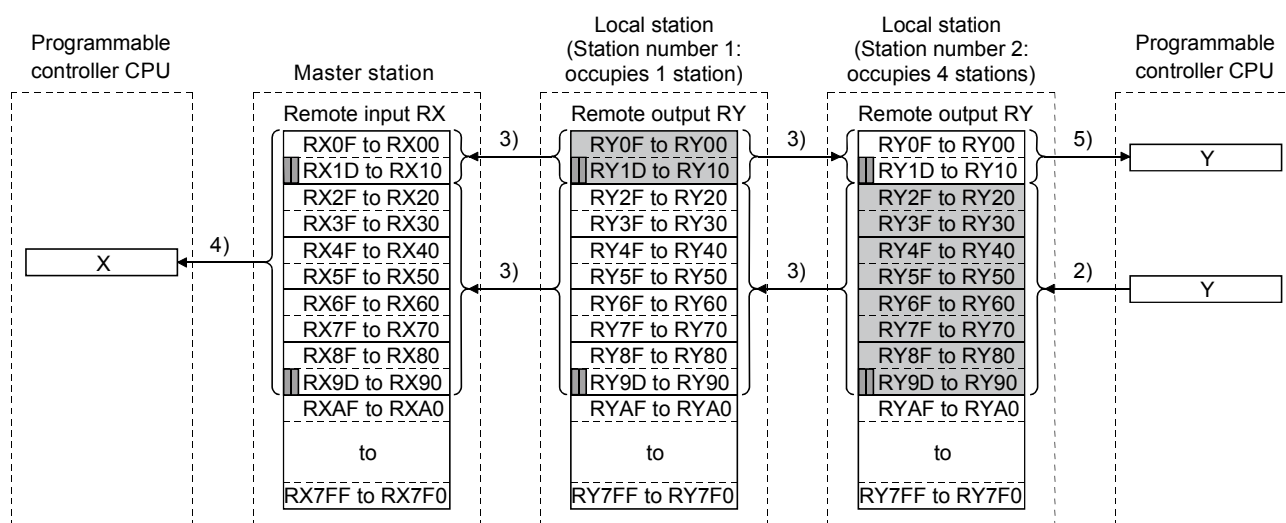 Programmable
controller CPU
Master station
Local station
(Station number 1:
occupies 1 station)
Local station
(Station number 2:
occupies 4 stations)
Programmable
controller CPU
Remote input RX
RX0F to RX00
RX1D to RX10
RX2F to RX20
RX3F to RX30
RX4F to RX40
RX5F to RX50
RX6F to RX60
RX7F to RX70
RX8F to RX80
RX9D to RX90
RXAF to RXA0
to
RX7FF to RX7F0
Remote output RY
RY0F to RY00
RY1D to RY10
RY2F to RY20
RY3F to RY30
RY4F to RY40
RY5F to RY50
RY6F to RY60
RY7F to RY70
RY8F to RY80
RY9D to RY90
RYAF to RYA0
to
RY7FF to RY7F0
Remote output RY
RY0F to RY00
RY1D to RY10
RY2F to RY20
RY3F to RY30
RY4F to RY40
RY5F to RY50
RY6F to RY60
RY7F to RY70
RY8F to RY80
RY9D to RY90
RYAF to RYA0
to
RY7FF to RY7F0
3)
3)
5)
Y
4)
X
3)
3)
2)
Y